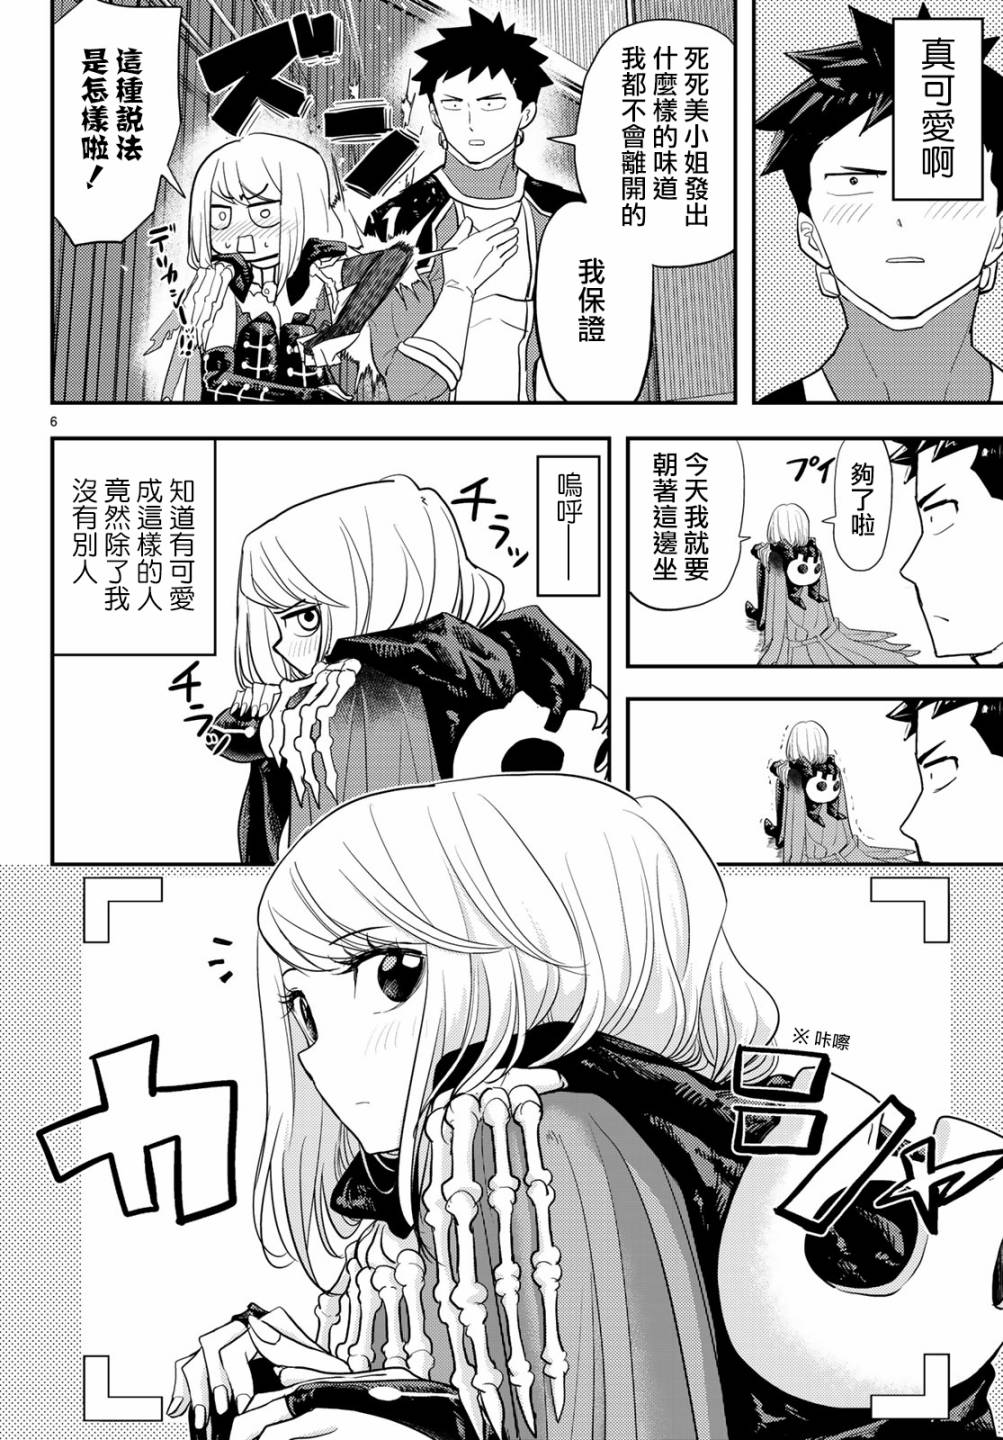 真可愛啊
死死美小姐發出
什麼樣的味道
我都不會離開的
我保證
ズズーン
這種說法
是怎樣啦！
デッカッ!!
6
夠了啦
プイッ
今天我就要
朝著這邊坐
嗚呼——
チラッ
知道有可愛
成這樣的人
竟然除了我
沒有別人
チラッ
※咔嚓
カシャ